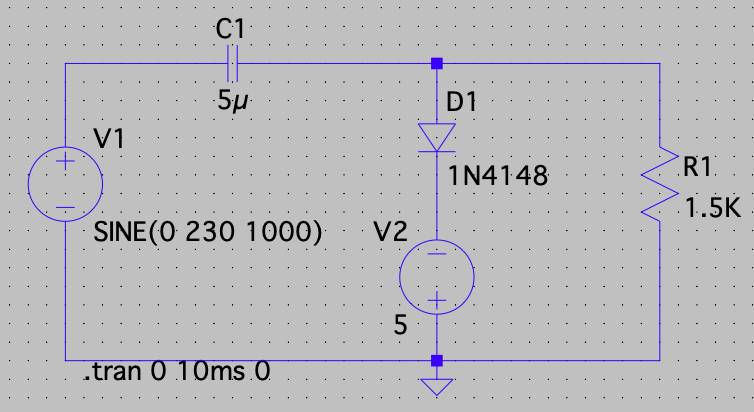 C1
5µ
D1
1N4148
V1
SINE(0 230 1000)
V2
5
R1
1.5K
.tran 0 10ms 0